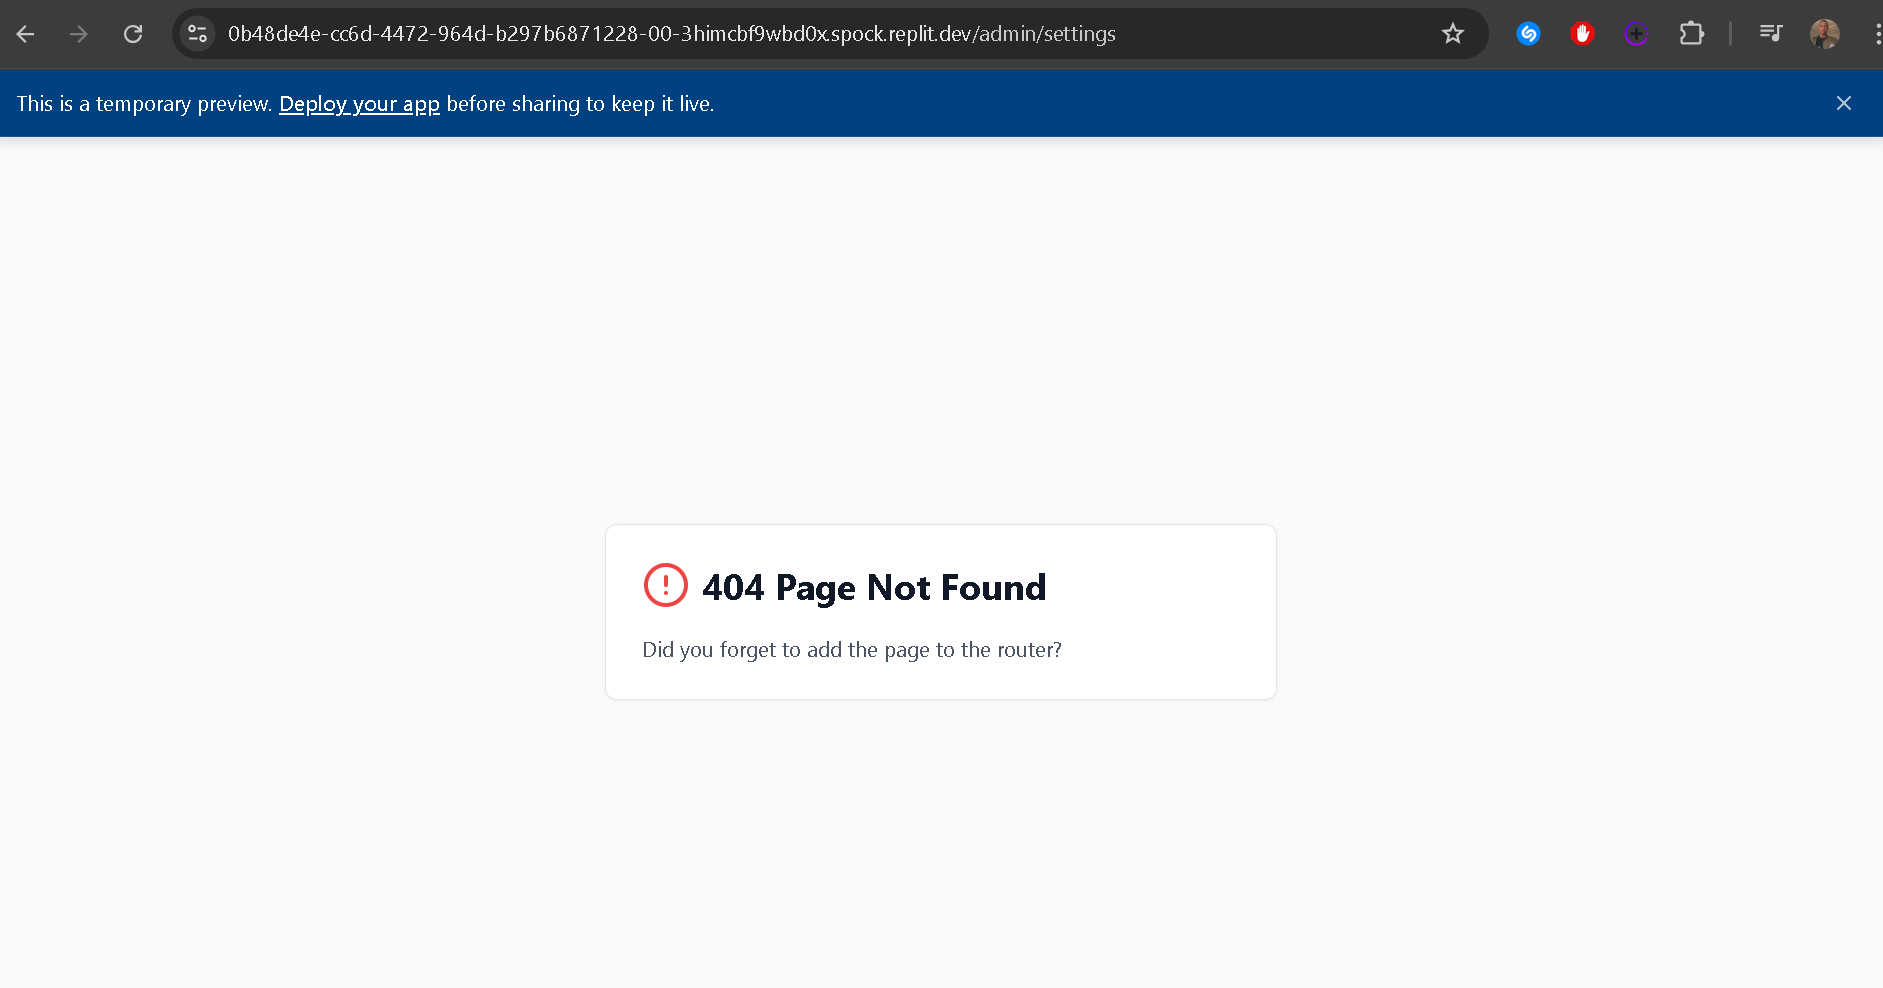 0b48de4e-cc6d-4472-964d-b297b6871228-00-3himcbf9wbd0x.spock.replit.dev/admin/settings
This is a temporary preview. Deploy your app before sharing to keep it live.
404 Page Not Found
Did you forget to add the page to the router?